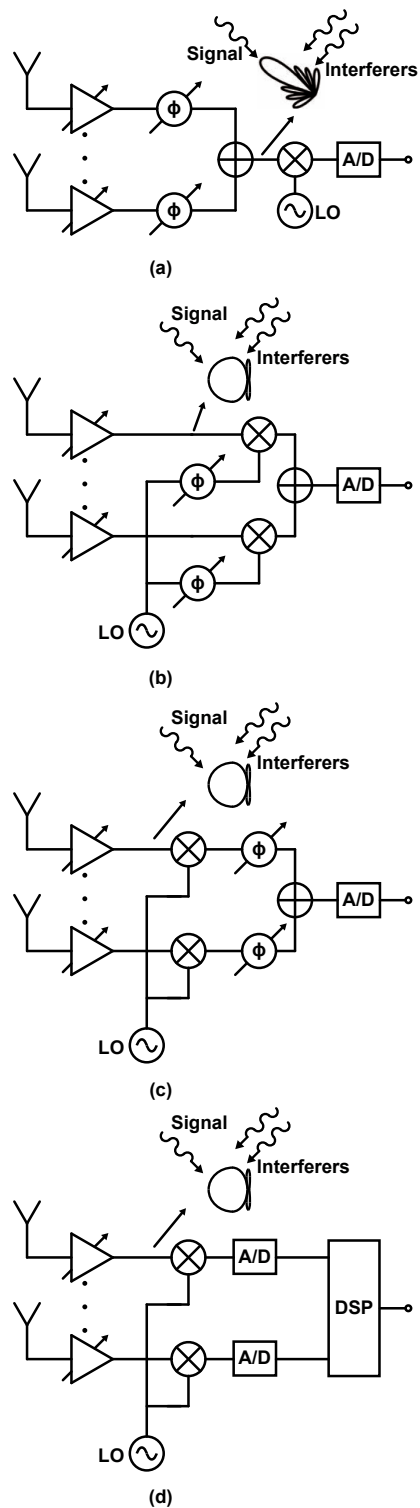 Signal
Interferers
ϕ
A/D
ϕ
LO
(a)
Signal
Interferers
ϕ
A/D
ϕ
LO
(b)
Signal
Interferers
ϕ
A/D
ϕ
LO
(c)
Signal
Interferers
A/D
DSP
A/D
LO
(d)